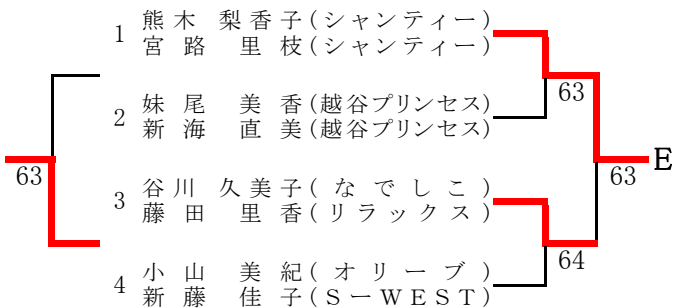 1 熊木 梨香子(シャンティー)
宮路 里枝(シャンティー)
63
2 妹尾 美香(越谷プリンセス)
新海 直美(越谷プリンセス)
63
63 E
3 谷川 久美子(なでしこ)
藤田 里香(リラックス)
64
4 小山 美紀(オリーブ)
新藤 佳子(S-WEST)